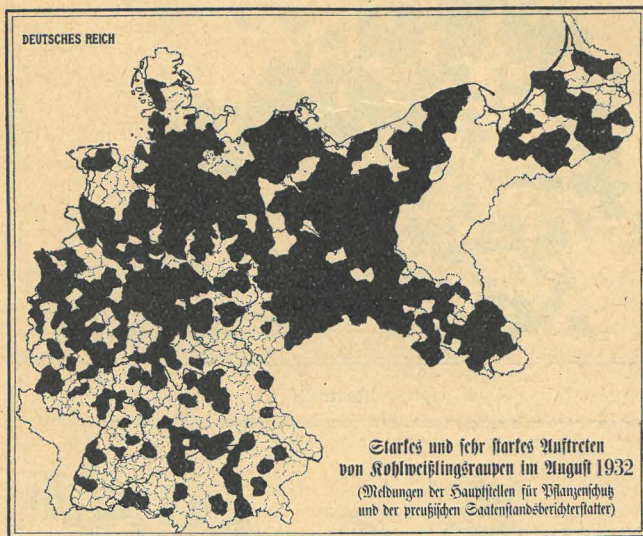 DEUTSCHES REICH
Starkes und sehr starkes Auftreten
von Kohlweißlingsraupen im August 1932
(Meldungen der Hauptstellen für Pflanzenschutz
und der preußischen Saatenstandsberichterstatter)